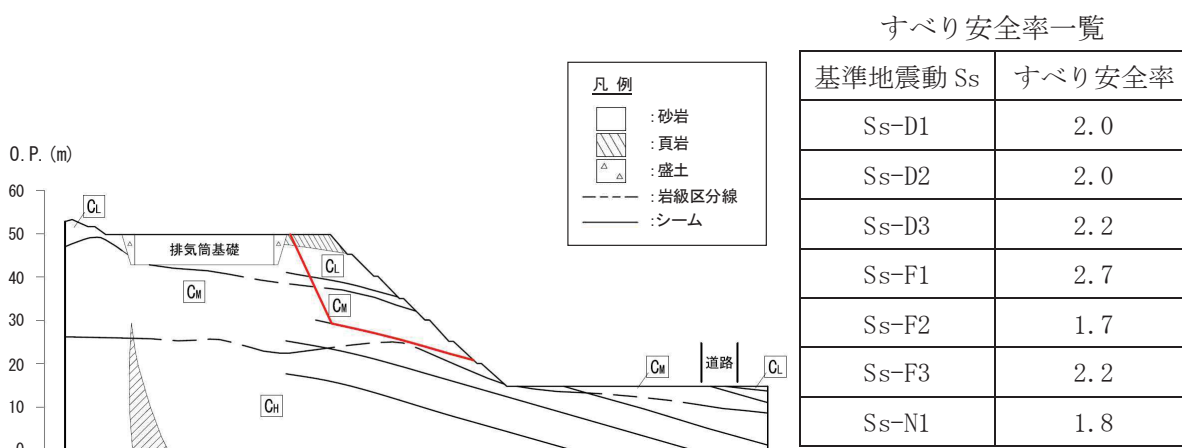 すべり安全率一覧
基準地震動 Ss すべり安全率
Ss-D1 2.0
Ss-D2 2.0
Ss-D3 2.2
Ss-F1 2.7
Ss-F2 1.7
Ss-F3 2.2
Ss-N1 1.8
凡 例
:砂岩
:頁岩
:盛土
:岩級区分線
:シーム
O.P.(m)
60
50
40
30
20
10
0
CL
排気筒基礎
CL
CM
CM
CH
CM
道路
CL